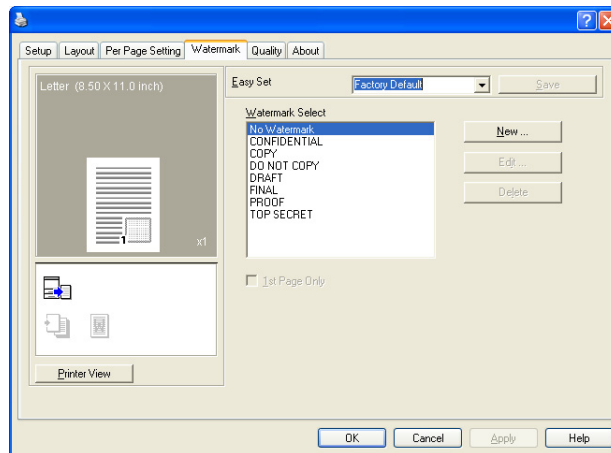 Setup Layout Per Page Setting Watermark Quality About
Letter (8.50 X 11.0 inch)
1
x1
Printer View
Easy Set Factory Default Save
Watermark Select
No Watermark
CONFIDENTIAL
COPY
DO NOT COPY
DRAFT
FINAL
PROOF
TOP SECRET
New ...
Edit ...
Delete
1st Page Only
OK Cancel Apply Help